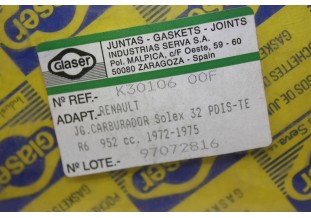 Glaser
JUNTAS - GASKETS - JOINTS
INDUSTRIAS SERVA S.A.
Pol. MALPICA, c/F Oeste, 59 - 60
50080 ZARAGOZA - Spain
Nº REF.- K30106 00F
ADAPT.- RENAULT
JG.CARBURADOR Solex 32 PDIS-TE
R6 952 cc. 1972-1975
Nº LOTE.- 97072816
Glaser